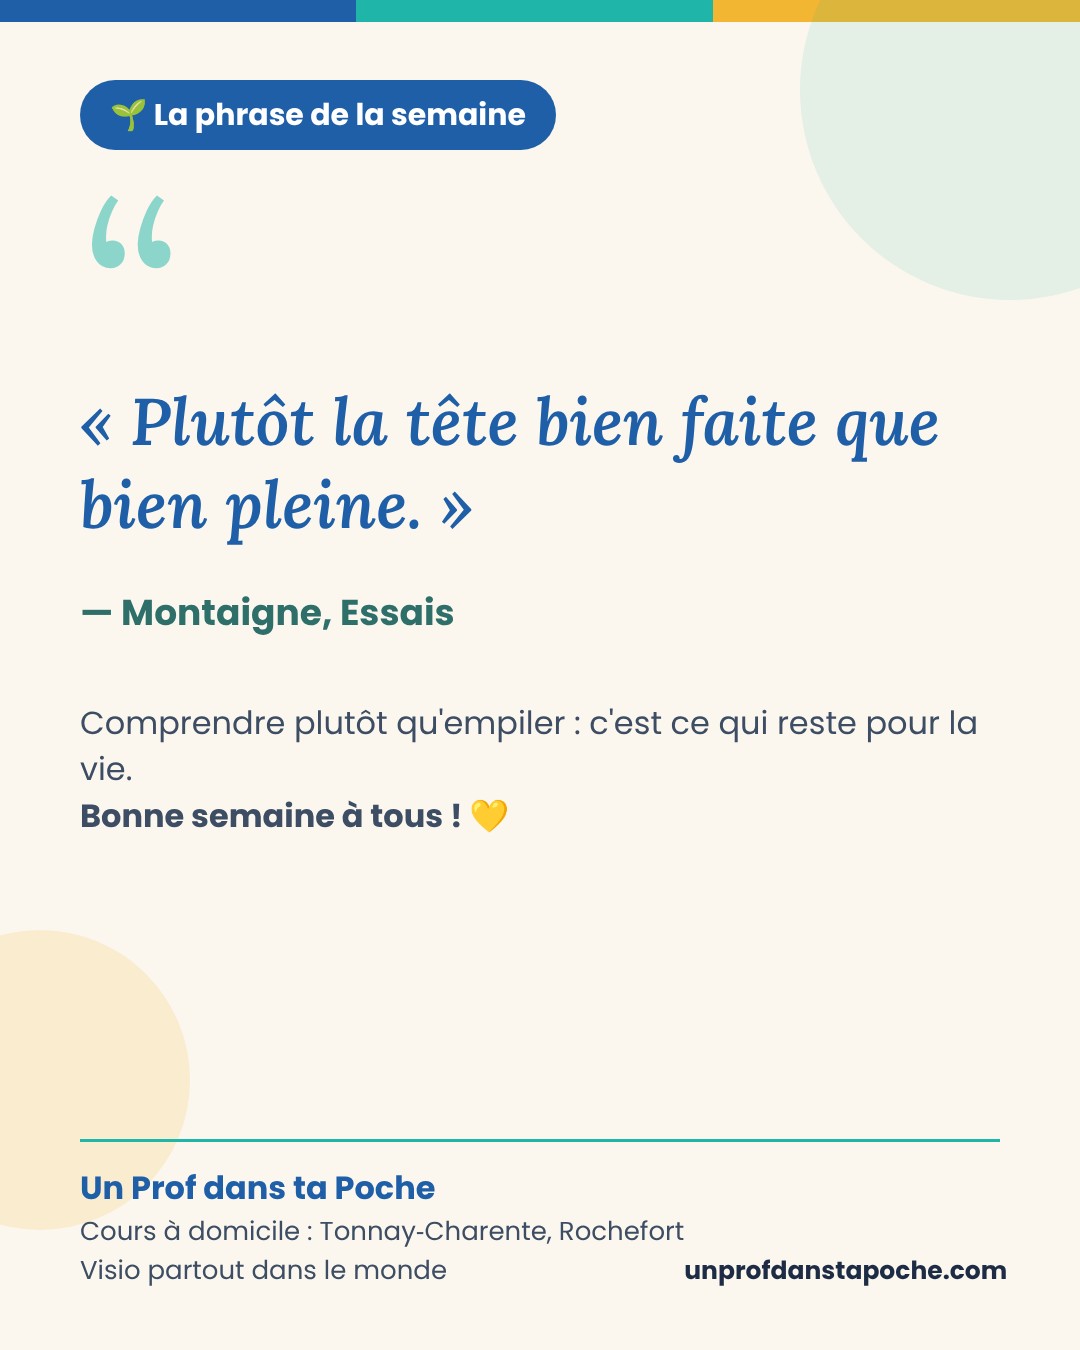 🌱 La phrase de la semaine
“
« Plutôt la tête bien faite que
bien pleine. »
— Montaigne, Essais
Comprendre plutôt qu'empiler : c'est ce qui reste pour la
vie.
Bonne semaine à tous ! 💛
Un Prof dans ta Poche
Cours à domicile : Tonnay-Charente, Rochefort
Visio partout dans le monde
unprofdanstapoche.com